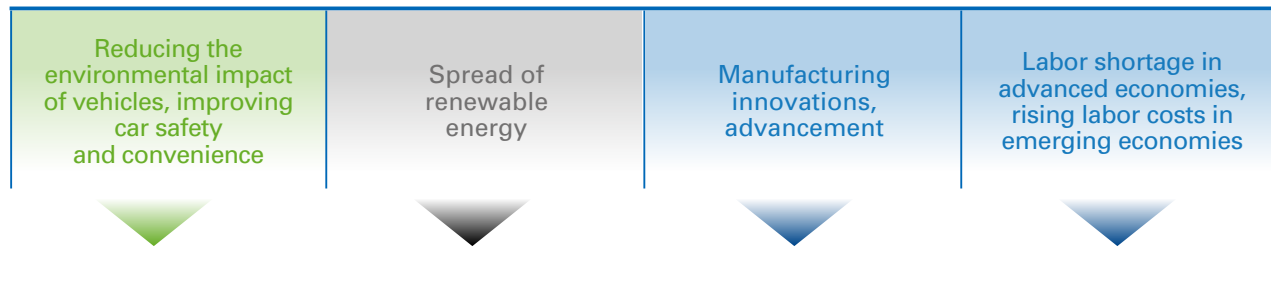 Reducing the
environmental impact
of vehicles, improving
car safety
and convenience
Spread of
renewable
energy
Manufacturing
innovations,
advancement
Labor shortage in
advanced economies,
rising labor costs in
emerging economies